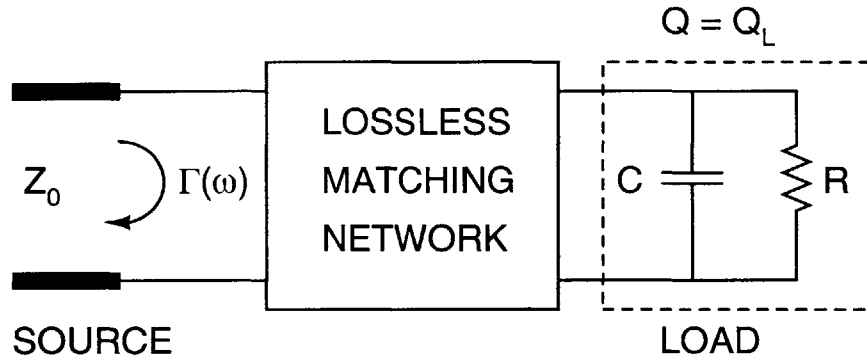 Q = Q_L
LOSSLESS
MATCHING
NETWORK
Z_0
Γ(ω)
C
R
SOURCE
LOAD